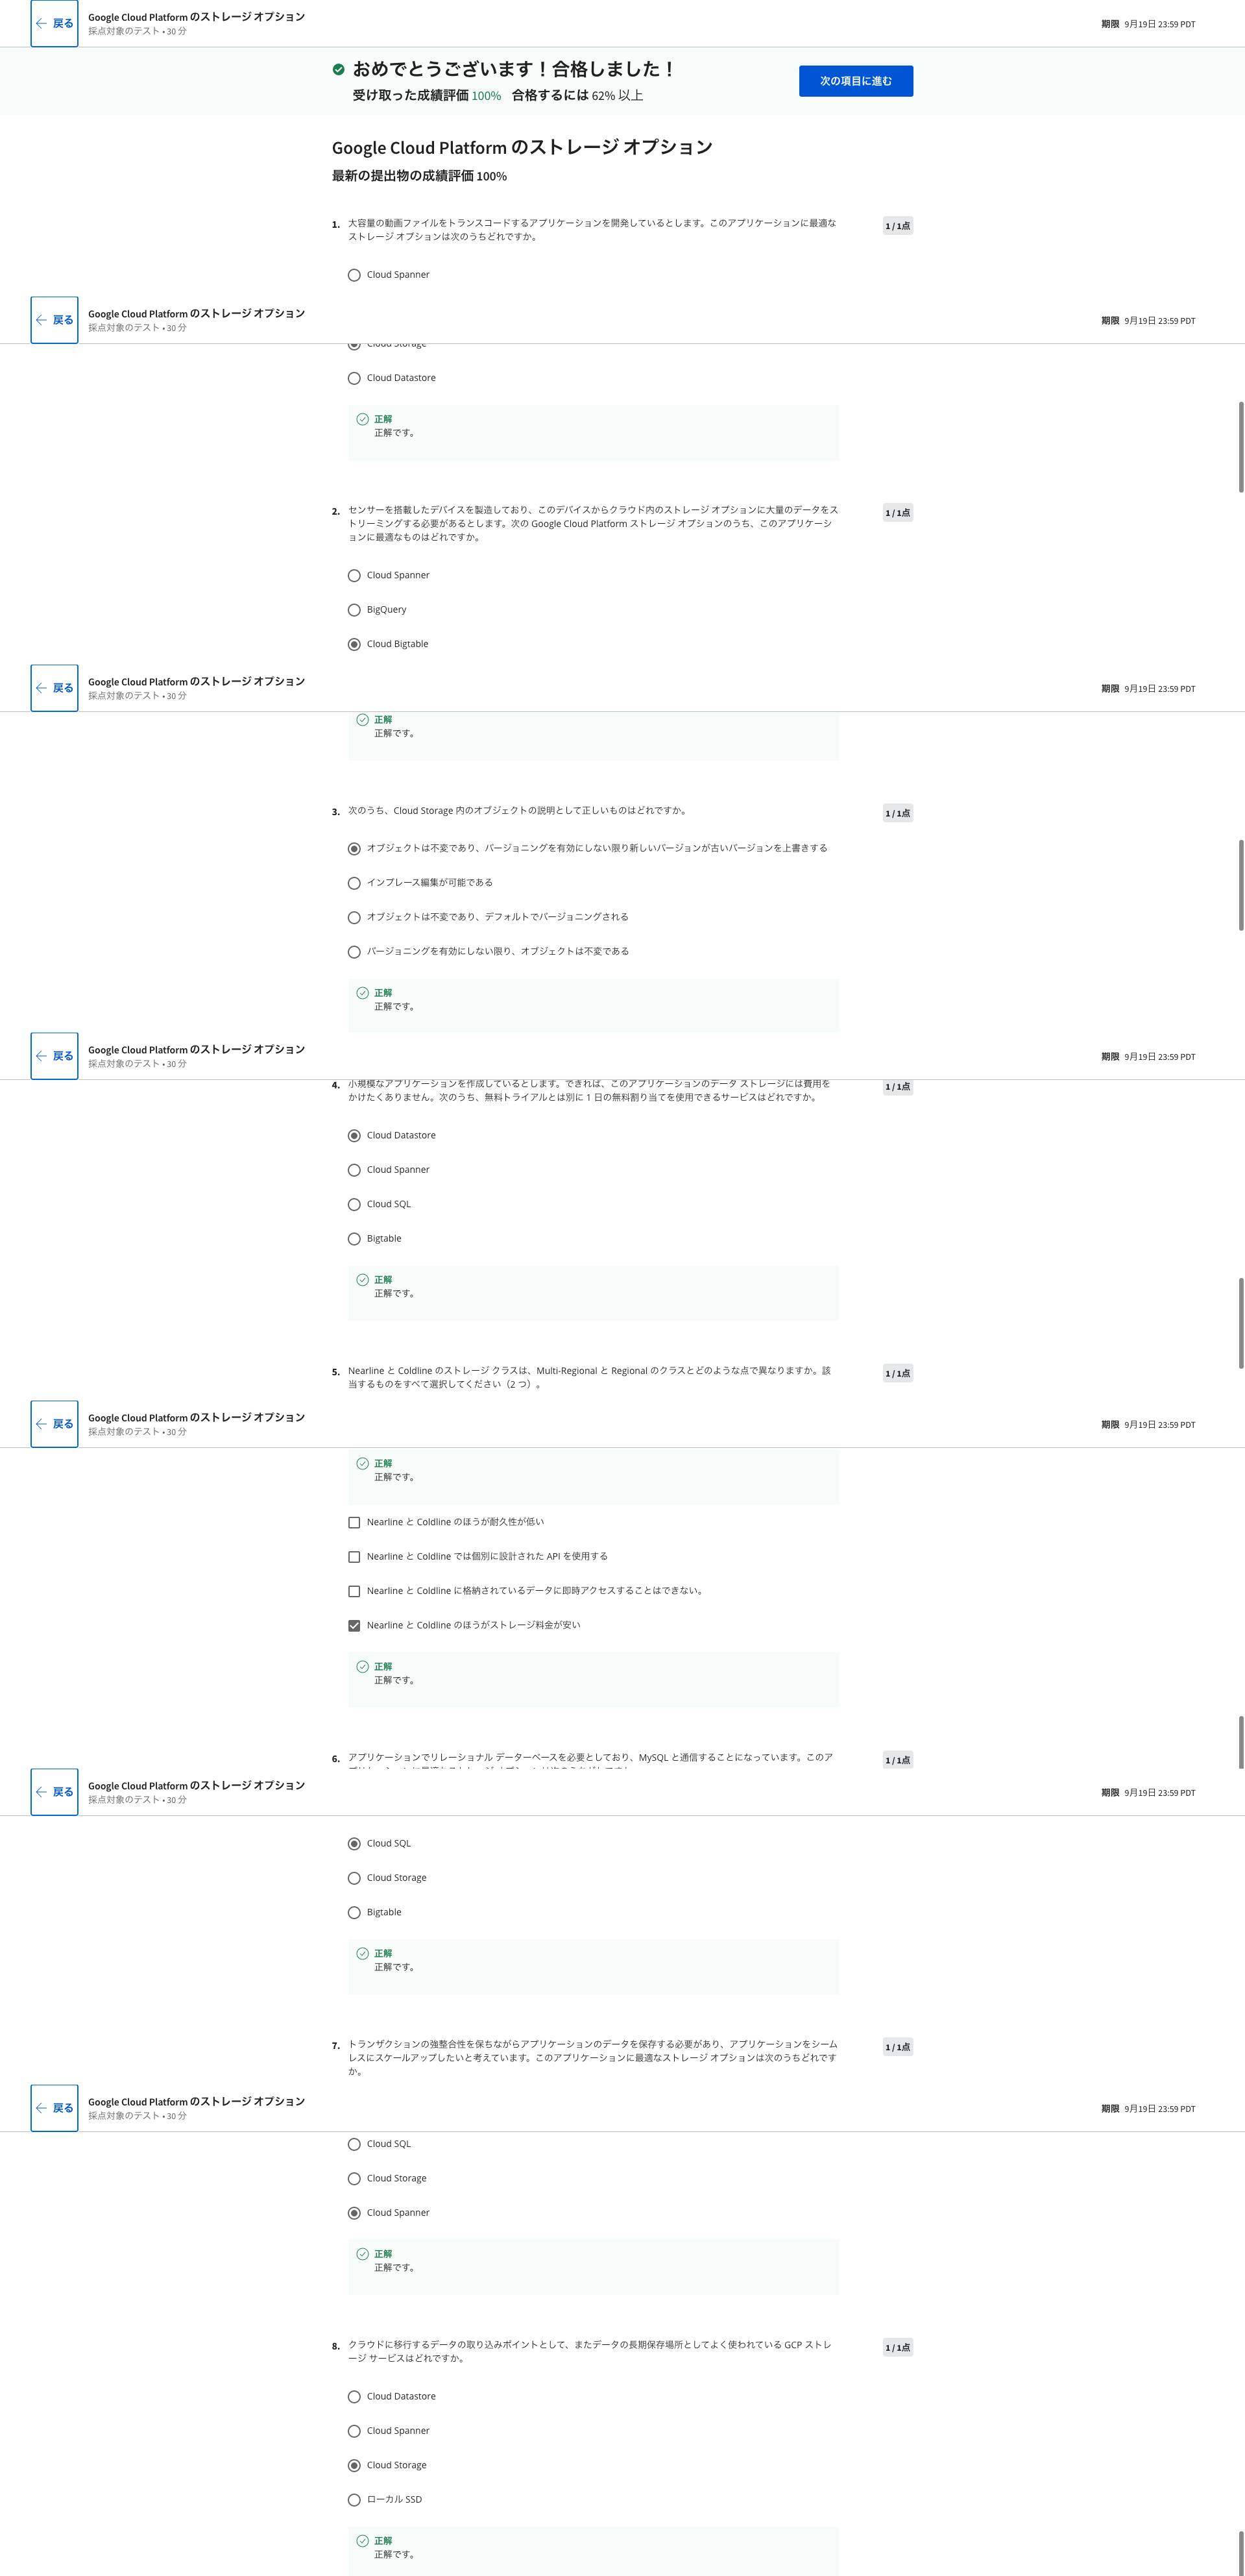 戻る
Google Cloud Platform のストレージ オプション
採点対象のテスト • 30 分
期限 9月19日 23:59 PDT
おめでとうございます！合格しました！
受け取った成績評価 100% 合格するには 62% 以上
次の項目に進む
Google Cloud Platform のストレージ オプション
最新の提出物の成績評価 100%
1. 大容量の動画ファイルをトランスコードするアプリケーションを開発しているとします。このアプリケーションに最適な
ストレージ オプションは次のうちどれですか。
1 / 1点
Cloud Spanner
戻る
Google Cloud Platform のストレージ オプション
採点対象のテスト • 30 分
期限 9月19日 23:59 PDT
Cloud Storage
Cloud Datastore
正解
正解です。
2. センサーを搭載したデバイスを製造しており、このデバイスからクラウド内のストレージ オプションに大量のデータをス
トリーミングする必要があるとします。次の Google Cloud Platform ストレージ オプションのうち、このアプリケーシ
ョンに最適なものはどれですか。
1 / 1点
Cloud Spanner
BigQuery
Cloud Bigtable
戻る
Google Cloud Platform のストレージ オプション
採点対象のテスト • 30 分
期限 9月19日 23:59 PDT
正解
正解です。
3. 次のうち、Cloud Storage 内のオブジェクトの説明として正しいものはどれですか。
1 / 1点
オブジェクトは不変であり、バージョニングを有効にしない限り新しいバージョンが古いバージョンを上書きする
インプレース編集が可能である
オブジェクトは不変であり、デフォルトでバージョニングされる
バージョニングを有効にしない限り、オブジェクトは不変である
正解
正解です。
戻る
Google Cloud Platform のストレージ オプション
採点対象のテスト • 30 分
期限 9月19日 23:59 PDT
4. 小規模なアプリケーションを作成しているとします。できれば、このアプリケーションのデータ ストレージには費用を
かけたくありません。次のうち、無料トライアルとは別に 1 日の無料割り当てを使用できるサービスはどれですか。
1 / 1点
Cloud Datastore
Cloud Spanner
Cloud SQL
Bigtable
正解
正解です。
5. Nearline と Coldline のストレージ クラスは、Multi-Regional と Regional のクラスとどのような点で異なりますか。該
当するものをすべて選択してください（2 つ）。
1 / 1点
戻る
Google Cloud Platform のストレージ オプション
採点対象のテスト • 30 分
期限 9月19日 23:59 PDT
正解
正解です。
Nearline と Coldline のほうが耐久性が低い
Nearline と Coldline では個別に設計された API を使用する
Nearline と Coldline に格納されているデータに即時アクセスすることはできない。
Nearline と Coldline のほうがストレージ料金が安い
正解
正解です。
6. アプリケーションでリレーショナル データーベースを必要としており、MySQL と通信することになっています。このア
1 / 1点
戻る
Google Cloud Platform のストレージ オプション
採点対象のテスト • 30 分
期限 9月19日 23:59 PDT
Cloud SQL
Cloud Storage
Bigtable
正解
正解です。
7. トランザクションの強整合性を保ちながらアプリケーションのデータを保存する必要があり、アプリケーションをシーム
レスにスケールアップしたいと考えています。このアプリケーションに最適なストレージ オプションは次のうちどれです
か。
1 / 1点
戻る
Google Cloud Platform のストレージ オプション
採点対象のテスト • 30 分
期限 9月19日 23:59 PDT
Cloud SQL
Cloud Storage
Cloud Spanner
正解
正解です。
8. クラウドに移行するデータの取り込みポイントとして、またデータの長期保存場所としてよく使われている GCP ストレ
ージ サービスはどれですか。
1 / 1点
Cloud Datastore
Cloud Spanner
Cloud Storage
ローカル SSD
正解
正解です。